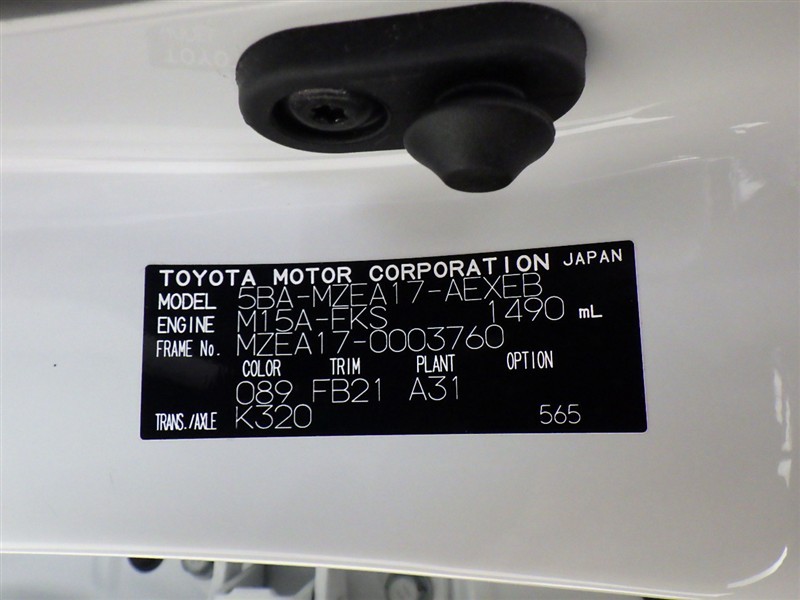 TOYOTA MOTOR CORPORATION JAPAN
MODEL 5BA-MZEA17-AEXEB
ENGINE M15A-FKS 1490 mL
FRAME No. MZEA17-0003760
COLOR TRIM PLANT OPTION
089 FB21 A31
TRANS./AXLE K320 565